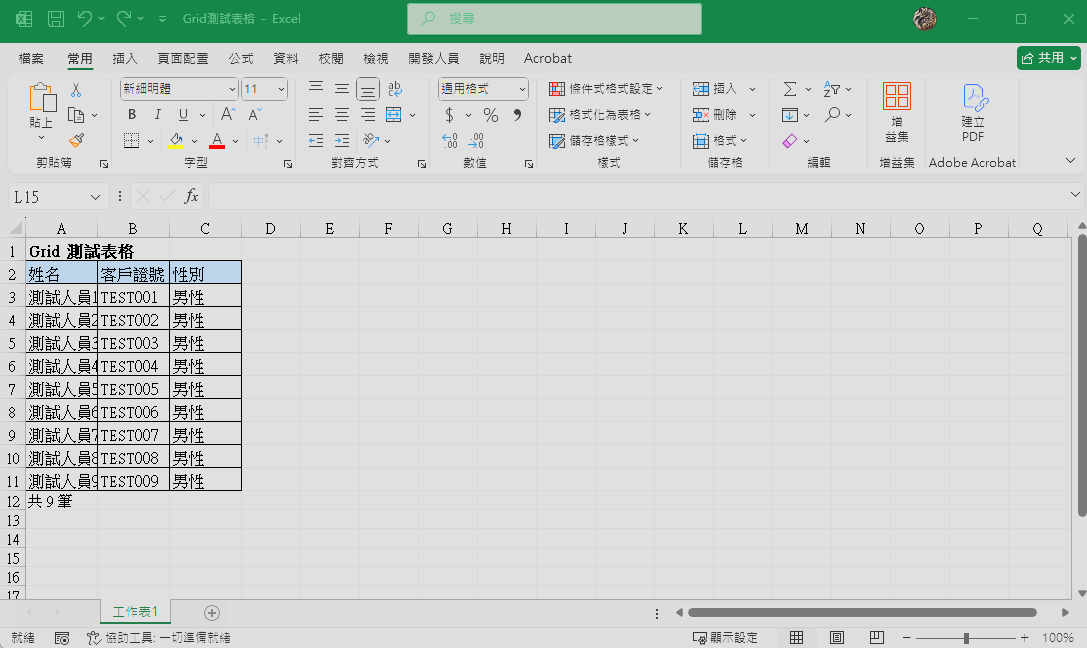 Grid測試表格 - Excel
搜尋
檔案 常用 插入 頁面配置 公式 資料 校閱 檢視 開發人員 說明 Acrobat 共用
新細明體 11 通用格式 條件式格式設定 插入
貼上 B I U A A ab $ % 格式化為表格 刪除 增益集 建立 PDF
A 中 儲存格樣式 格式
剪貼簿 字型 對齊方式 數值 樣式 儲存格 編輯 增益集 Adobe Acrobat
L15 fx
A B C D E F G H I J K L M N O P Q
1 Grid 測試表格
2 姓名 客戶證號 性別
3 測試人員1 TEST001 男性
4 測試人員2 TEST002 男性
5 測試人員3 TEST003 男性
6 測試人員4 TEST004 男性
7 測試人員5 TEST005 男性
8 測試人員6 TEST006 男性
9 測試人員7 TEST007 男性
10 測試人員8 TEST008 男性
11 測試人員9 TEST009 男性
12 共 9 筆
13
14
15
16
17
工作表1
就緒 協助工具: 一切準備就緒 顯示設定 100%